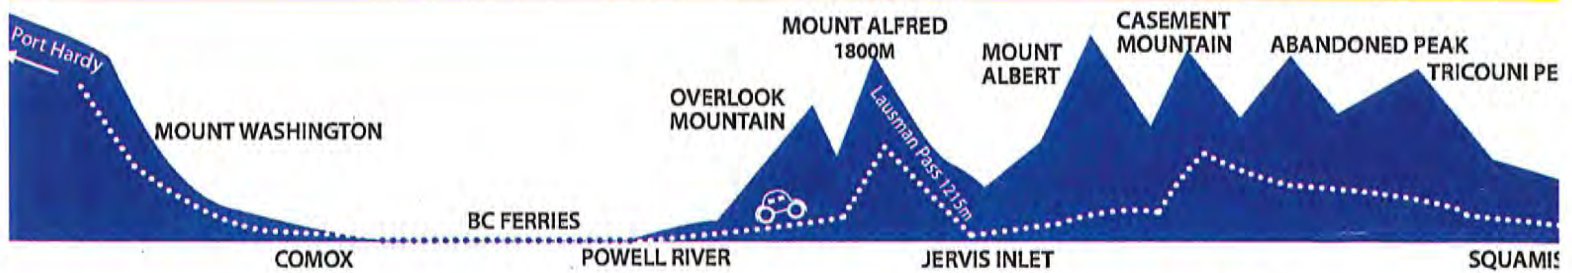 Port Hardy
MOUNT WASHINGTON
COMOX
BC FERRIES
POWELL RIVER
OVERLOOK
MOUNTAIN
MOUNT ALFRED
1800M
Lausman Pass 1215m
JERVIS INLET
MOUNT
ALBERT
CASEMENT
MOUNTAIN
ABANDONED PEAK
TRICOUNI PE
SQUAMIS